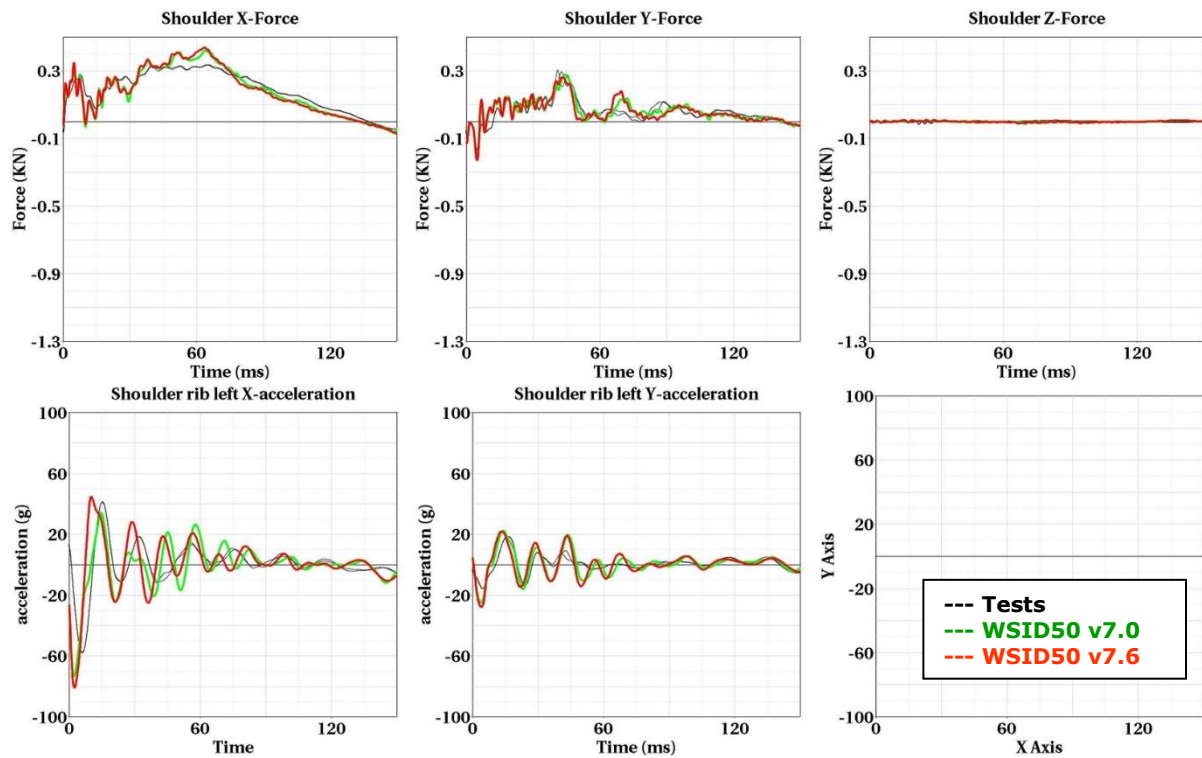 Shoulder X-Force
Shoulder Y-Force
Shoulder Z-Force
0.3
-0.1
-0.5
-0.9
-1.3
Force (KN)
0
60
120
Time (ms)
0.3
-0.1
-0.5
-0.9
-1.3
Force (KN)
0
60
120
Time (ms)
0.3
-0.1
-0.5
-0.9
-1.3
Force (KN)
0
60
120
Time (ms)
Shoulder rib left X-acceleration
Shoulder rib left Y-acceleration
100
60
20
-20
-60
-100
acceleration (g)
0
60
120
Time
100
60
20
-20
-60
-100
acceleration (g)
0
60
120
Time (ms)
100
60
20
-20
-60
-100
Y Axis
0
60
120
X Axis
--- Tests
--- WSID50 v7.0
--- WSID50 v7.6